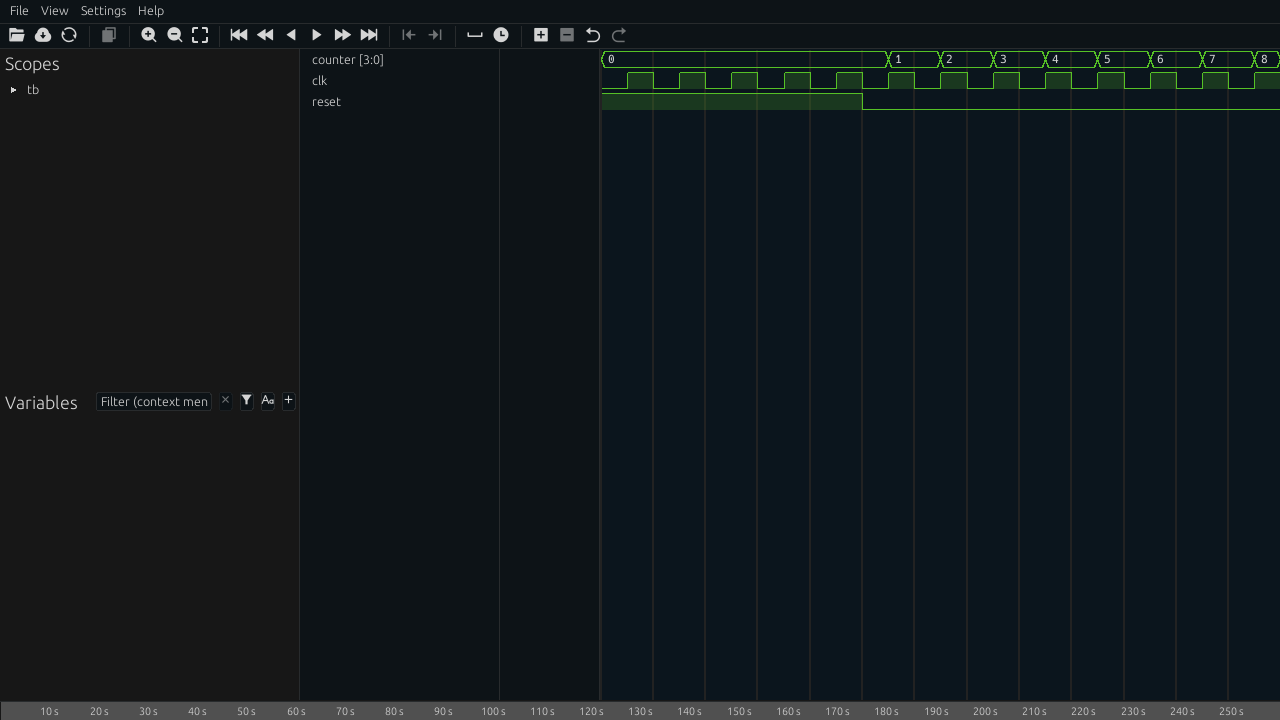 File View Settings Help
Scopes
tb
Variables Filter (context men × Aa +
counter [3:0]
clk
reset
0 1 2 3 4 5 6 7 8
10 s 20 s 30 s 40 s 50 s 60 s 70 s 80 s 90 s 100 s 110 s 120 s 130 s 140 s 150 s 160 s 170 s 180 s 190 s 200 s 210 s 220 s 230 s 240 s 250 s